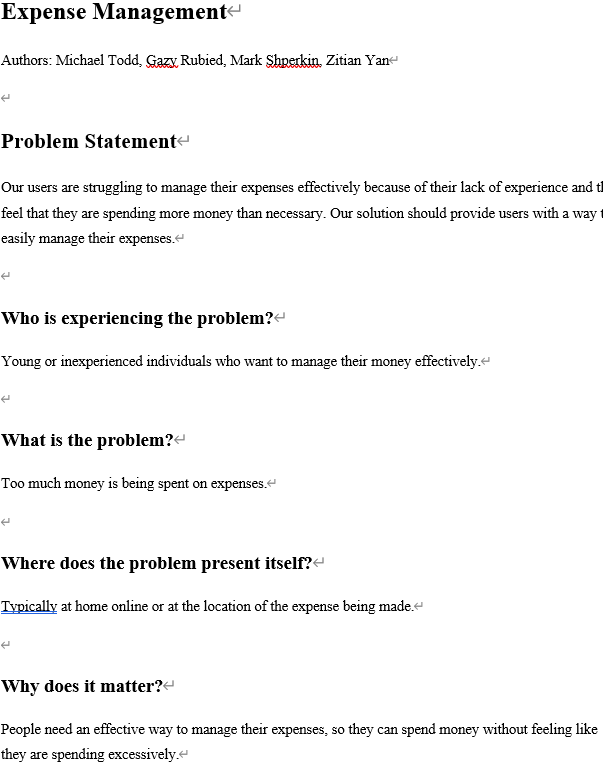 Expense Management
Authors: Michael Todd, Gazy Rubied, Mark Shperkin, Zitian Yan
Problem Statement
Our users are struggling to manage their expenses effectively because of their lack of experience and
feel that they are spending more money than necessary. Our solution should provide users with a way
easily manage their expenses.
Who is experiencing the problem?
Young or inexperienced individuals who want to manage their money effectively.
What is the problem?
Too much money is being spent on expenses.
Where does the problem present itself?
Typically at home online or at the location of the expense being made.
Why does it matter?
People need an effective way to manage their expenses, so they can spend money without feeling like
they are spending excessively.